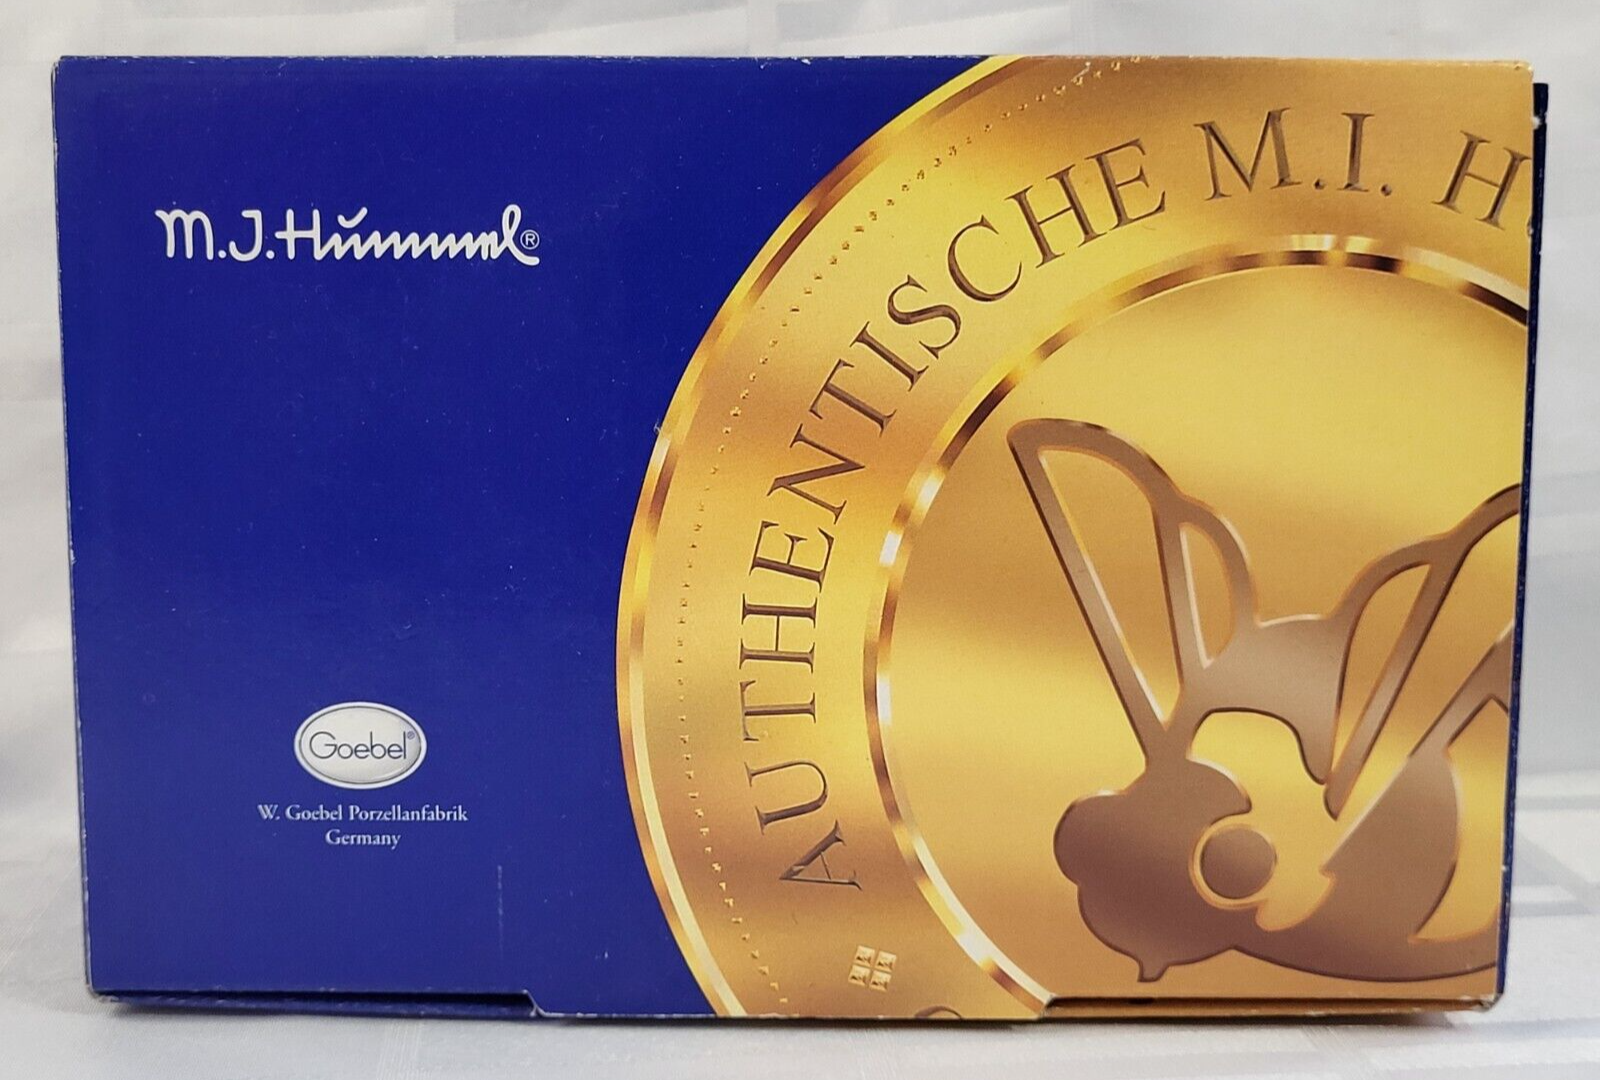 M.J. Hummel®
AUTHENTISCHE M.I. H
Goebel®
W. Goebel Porzellanfabrik
Germany